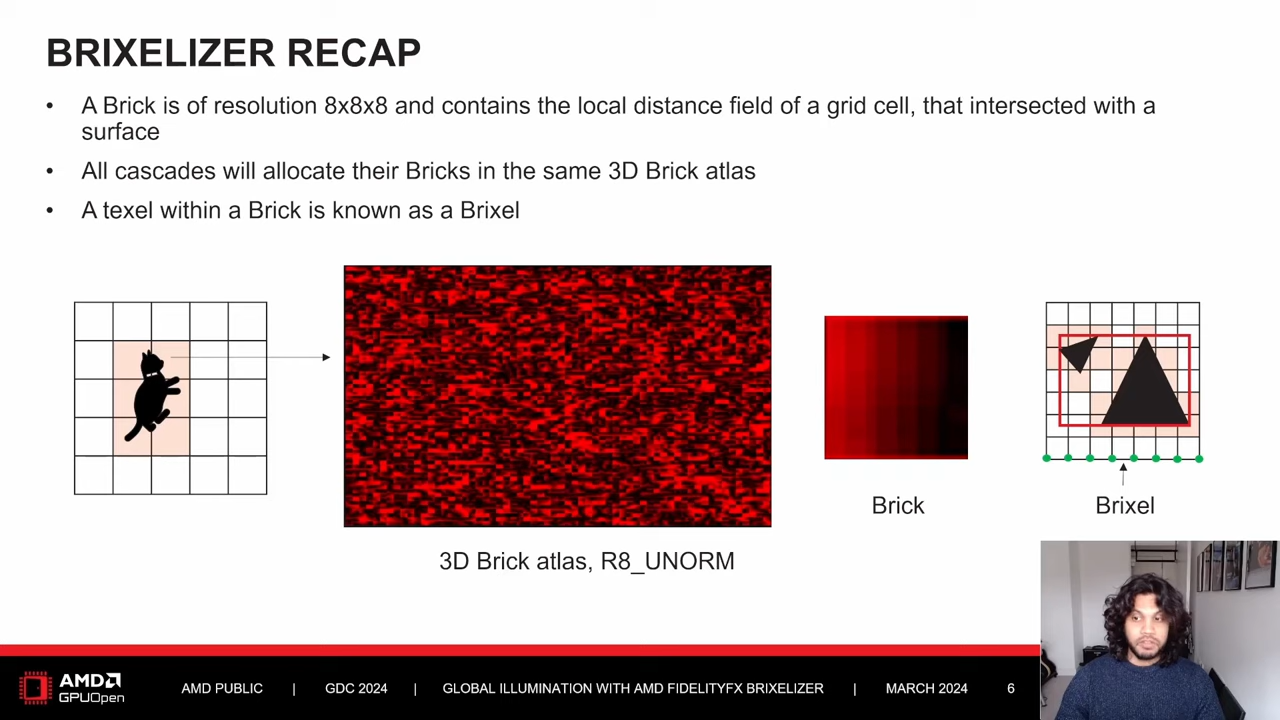 BRIXELIZER RECAP
• A Brick is of resolution 8x8x8 and contains the local distance field of a grid cell, that intersected with a
surface
• All cascades will allocate their Bricks in the same 3D Brick atlas
• A texel within a Brick is known as a Brixel
Brick
Brixel
3D Brick atlas, R8_UNORM
AMD
GPUOpen
AMD PUBLIC | GDC 2024 | GLOBAL ILLUMINATION WITH AMD FIDELITYFX BRIXELIZER | MARCH 2024 6